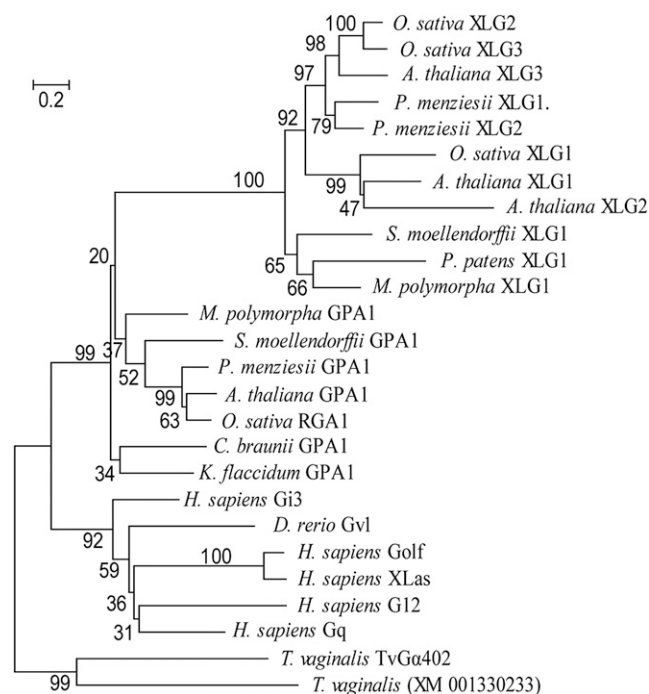 100
O. sativa XLG2
98
O. sativa XLG3
97
A. thaliana XLG3
0.2
P. menziesii XLG1.
92
79
P. menziesii XLG2
O. sativa XLG1
100
99
A. thaliana XLG1
47
A. thaliana XLG2
S. moellendorffii XLG1
20
65
P. patens XLG1
66
M. polymorpha XLG1
M. polymorpha GPA1
99
37
S. moellendorffii GPA1
52
P. menziesii GPA1
99
A. thaliana GPA1
63
O. sativa RGA1
C. braunii GPA1
34
K. flaccidum GPA1
H. sapiens Gi3
92
D. rerio Gvl
59
100
H. sapiens Golf
H. sapiens XLas
36
H. sapiens G12
31
H. sapiens Gq
T. vaginalis TvGα402
99
T. vaginalis (XM 001330233)